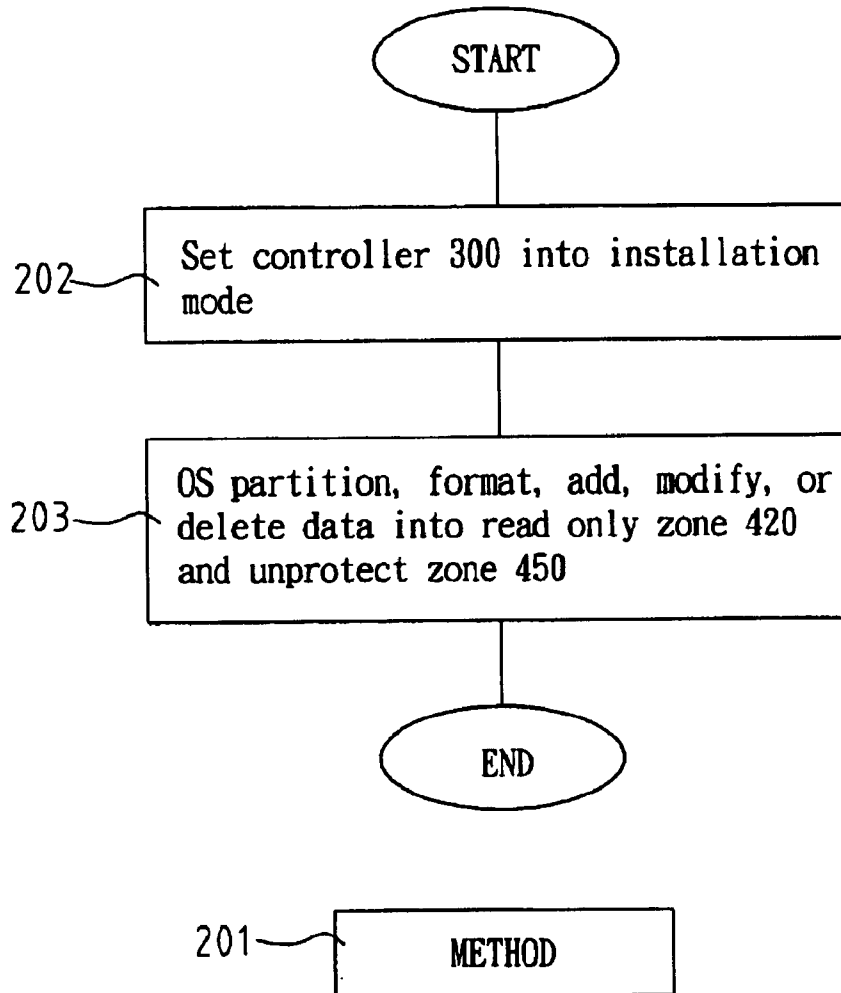 START
202
Set controller 300 into installation
mode
203
OS partition, format, add, modify, or
delete data into read only zone 420
and unprotect zone 450
END
201
METHOD